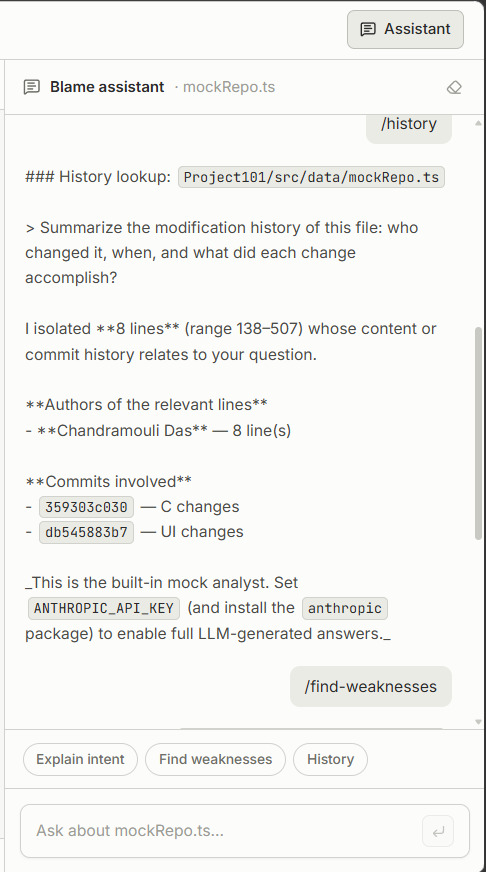 Assistant
Blame assistant · mockRepo.ts
/history
### History lookup: Project101/src/data/mockRepo.ts
> Summarize the modification history of this file: who
changed it, when, and what did each change
accomplish?
I isolated **8 lines** (range 138–507) whose content or
commit history relates to your question.
**Authors of the relevant lines**
- **Chandramouli Das** — 8 line(s)
**Commits involved**
- 359303c030 — C changes
- db545883b7 — UI changes
_This is the built-in mock analyst. Set
ANTHROPIC_API_KEY (and install the anthropic
package) to enable full LLM-generated answers._
/find-weaknesses
Explain intent Find weaknesses History
Ask about mockRepo.ts...